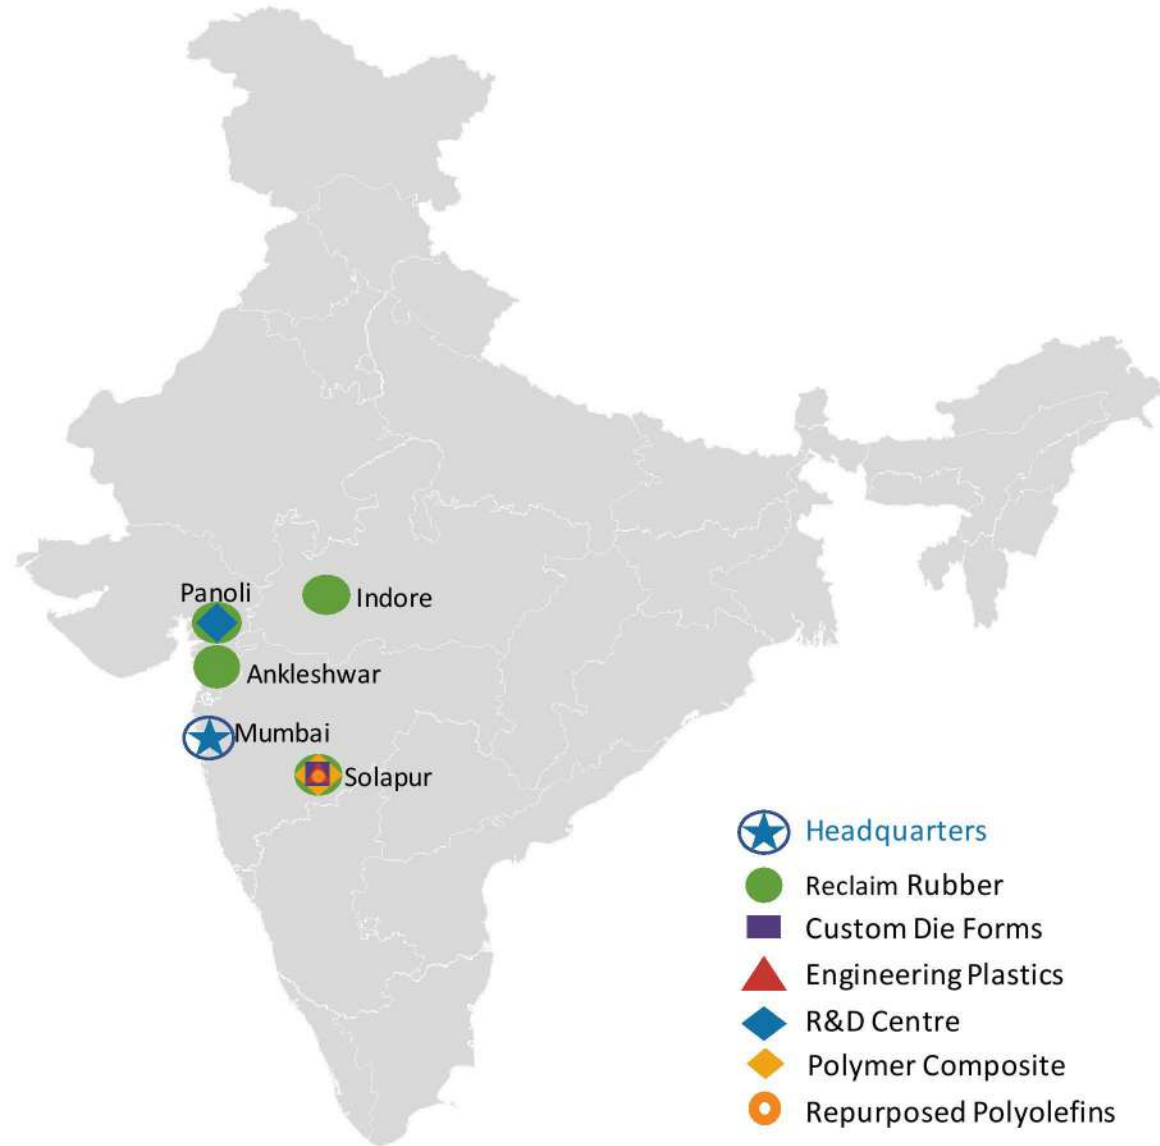 Panoli
Indore
Ankleshwar
Mumbai
Solapur
Headquarters
Reclaim Rubber
Custom Die Forms
Engineering Plastics
R&D Centre
Polymer Composite
Repurposed Polyolefins